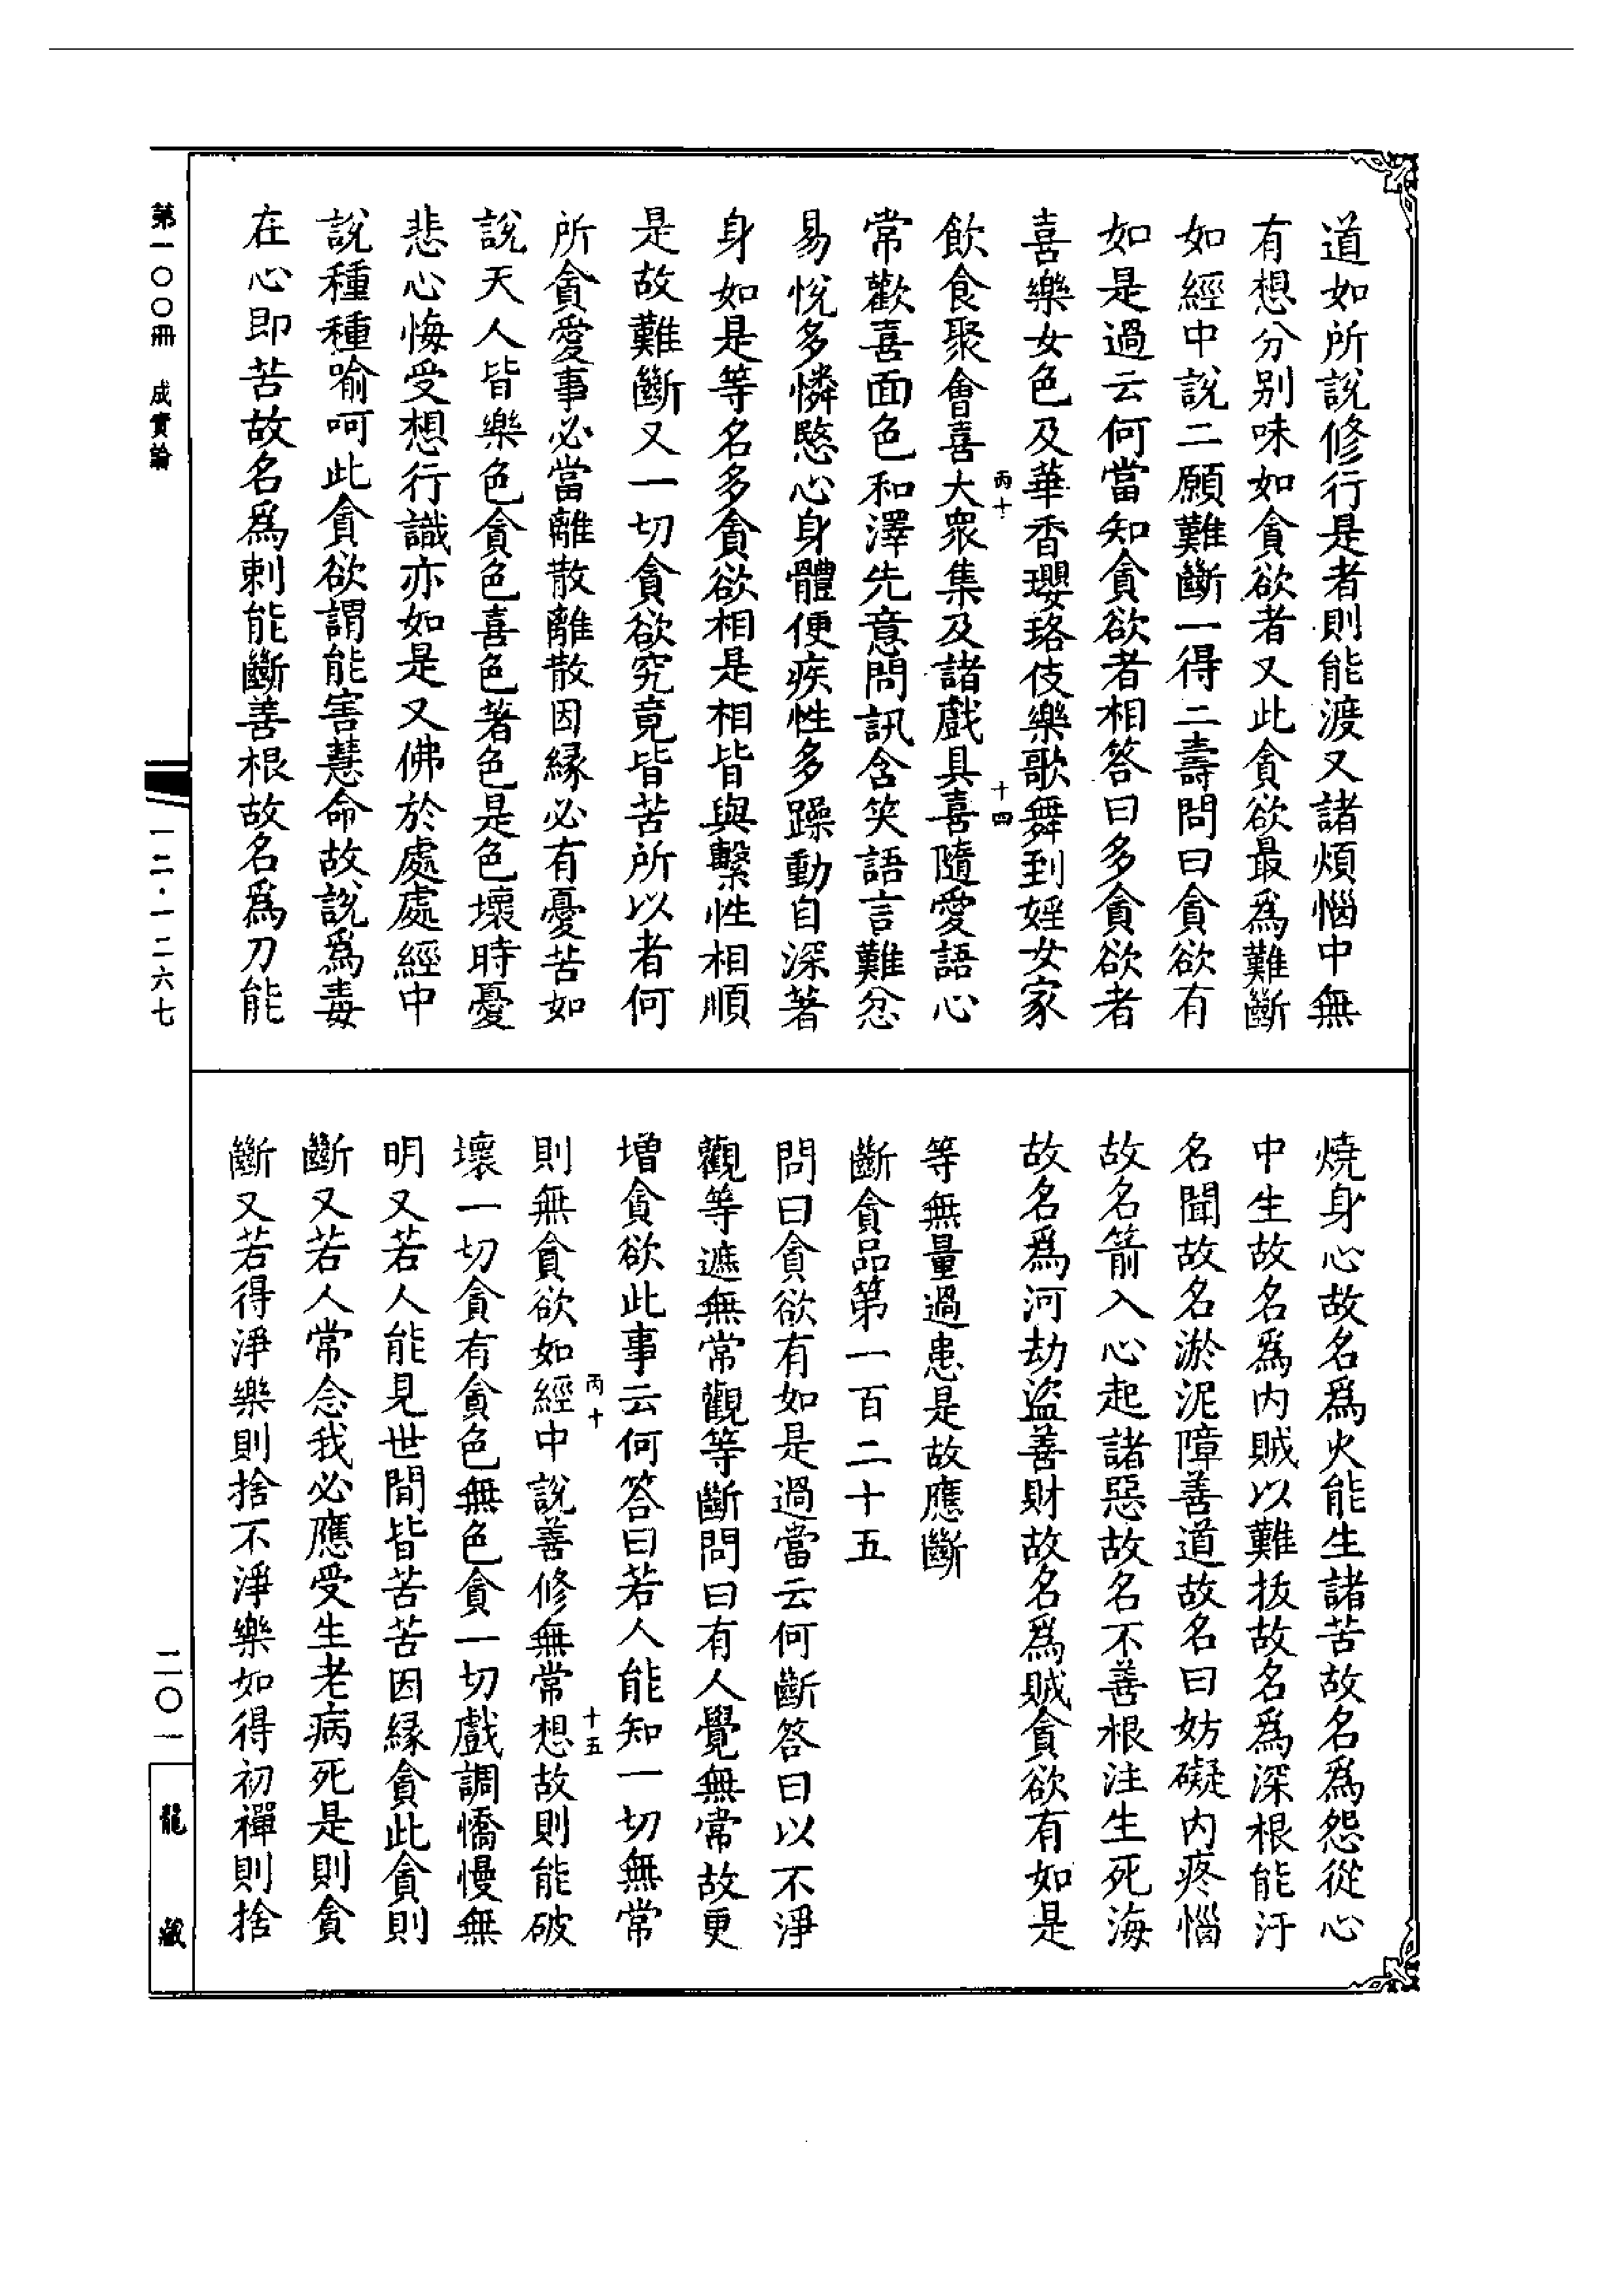 道如所說修行是者則能渡又諸煩惱中無
有想分別味如貪欲者又此貪欲最爲難斷
如經中說二願難斷一得二壽問曰貪欲有
如是過云何當知貪欲者相答曰多貪欲者
喜樂女色及華香瓔珞伎樂歌舞到婬女家
丙十
十四
飲食聚會喜大衆集及諸戲具喜隨愛語心
常歡喜面色和澤先意問訊含笑語言難忿
易悅多憐愍心身體便疾性多躁動自深著
身如是等名多貪欲相是相皆與繫性相順
是故難斷又一切貪欲究竟皆苦所以者何
所貪愛事必當離散離散因緣必有憂苦如
說天人皆樂色貪色喜色著色是色壞時憂
悲心悔受想行識亦如是又佛於處處經中
說種種喻呵此貪欲謂能害慧命故說爲毒
在心即苦故名爲刺能斷善根故名爲刀能
燒身心故名爲火能生諸苦故名爲怨從心
中生故名爲內賊以難拔故名爲深根能汙
名聞故名淤泥障善道故名曰妨礙內疼惱
故名箭入心起諸惡故名不善根注生死海
故名爲河劫盜善財故名爲賊貪欲有如是
等無量過患是故應斷
斷貪品第一百二十五
問曰貪欲有如是過當云何斷答曰以不淨
觀等遮無常觀等斷問曰有人覺無常故更
增貪欲此事云何答曰若人能知一切無常
丙十
十五
則無貪欲如經中說善修無常想故則能破
壞一切貪有貪色無色貪一切戲調憍慢無
明又若人能見世間皆苦苦因緣貪此貪則
斷又若人常念我必應受生老病死是則貪
斷又若得淨樂則捨不淨樂如得初禪則捨
第一〇〇冊 成實論
一二·一二六七
二〇一
龍藏